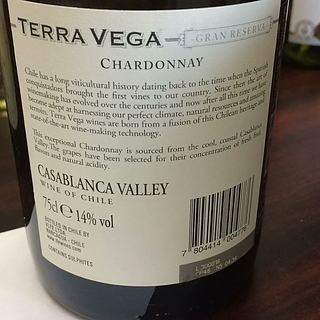 TERRA VEGA
GRAN RESERVA
CHARDONNAY
Chile has a long viticultural history dating back to the time when the Spanish
conquistadors brought the first vines to our country. Since then the art of
winemaking has evolved over the centuries and now after all this time we have
become adept at harnessing our perfect climate, natural resources and amazing
terroirs. Terra Vega wines are born from a fusion of this Chilean heritage and
state-of-the-art wine-making technology.
This exceptional Chardonnay is sourced from the cool, coastal Casablanca
Valley. The grapes have been selected for their concentration of fresh fruit
flavors and natural acidity.
CASABLANCA VALLEY
WINE OF CHILE
75cl e 14% vol
BOTTLED IN CHILE BY
RANCAGUA - CHILE
CONTAINS SULPHITES
7 804414 004776